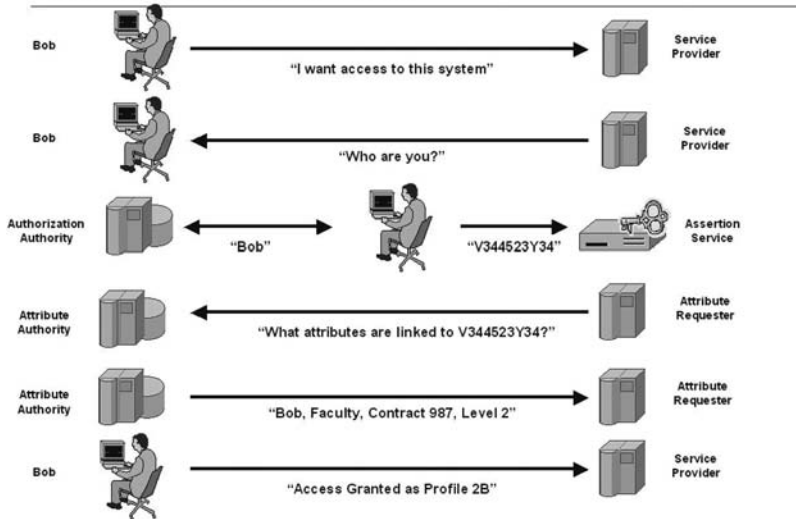 Bob
Service
Provider
“I want access to this system”
Bob
Service
Provider
“Who are you?”
Authorization
Authority
Assertion
Service
“Bob”
“V344523Y34”
Attribute
Authority
Attribute
Requester
“What attributes are linked to V344523Y34?”
Attribute
Authority
Attribute
Requester
“Bob, Faculty, Contract 987, Level 2”
Bob
Service
Provider
“Access Granted as Profile 2B”